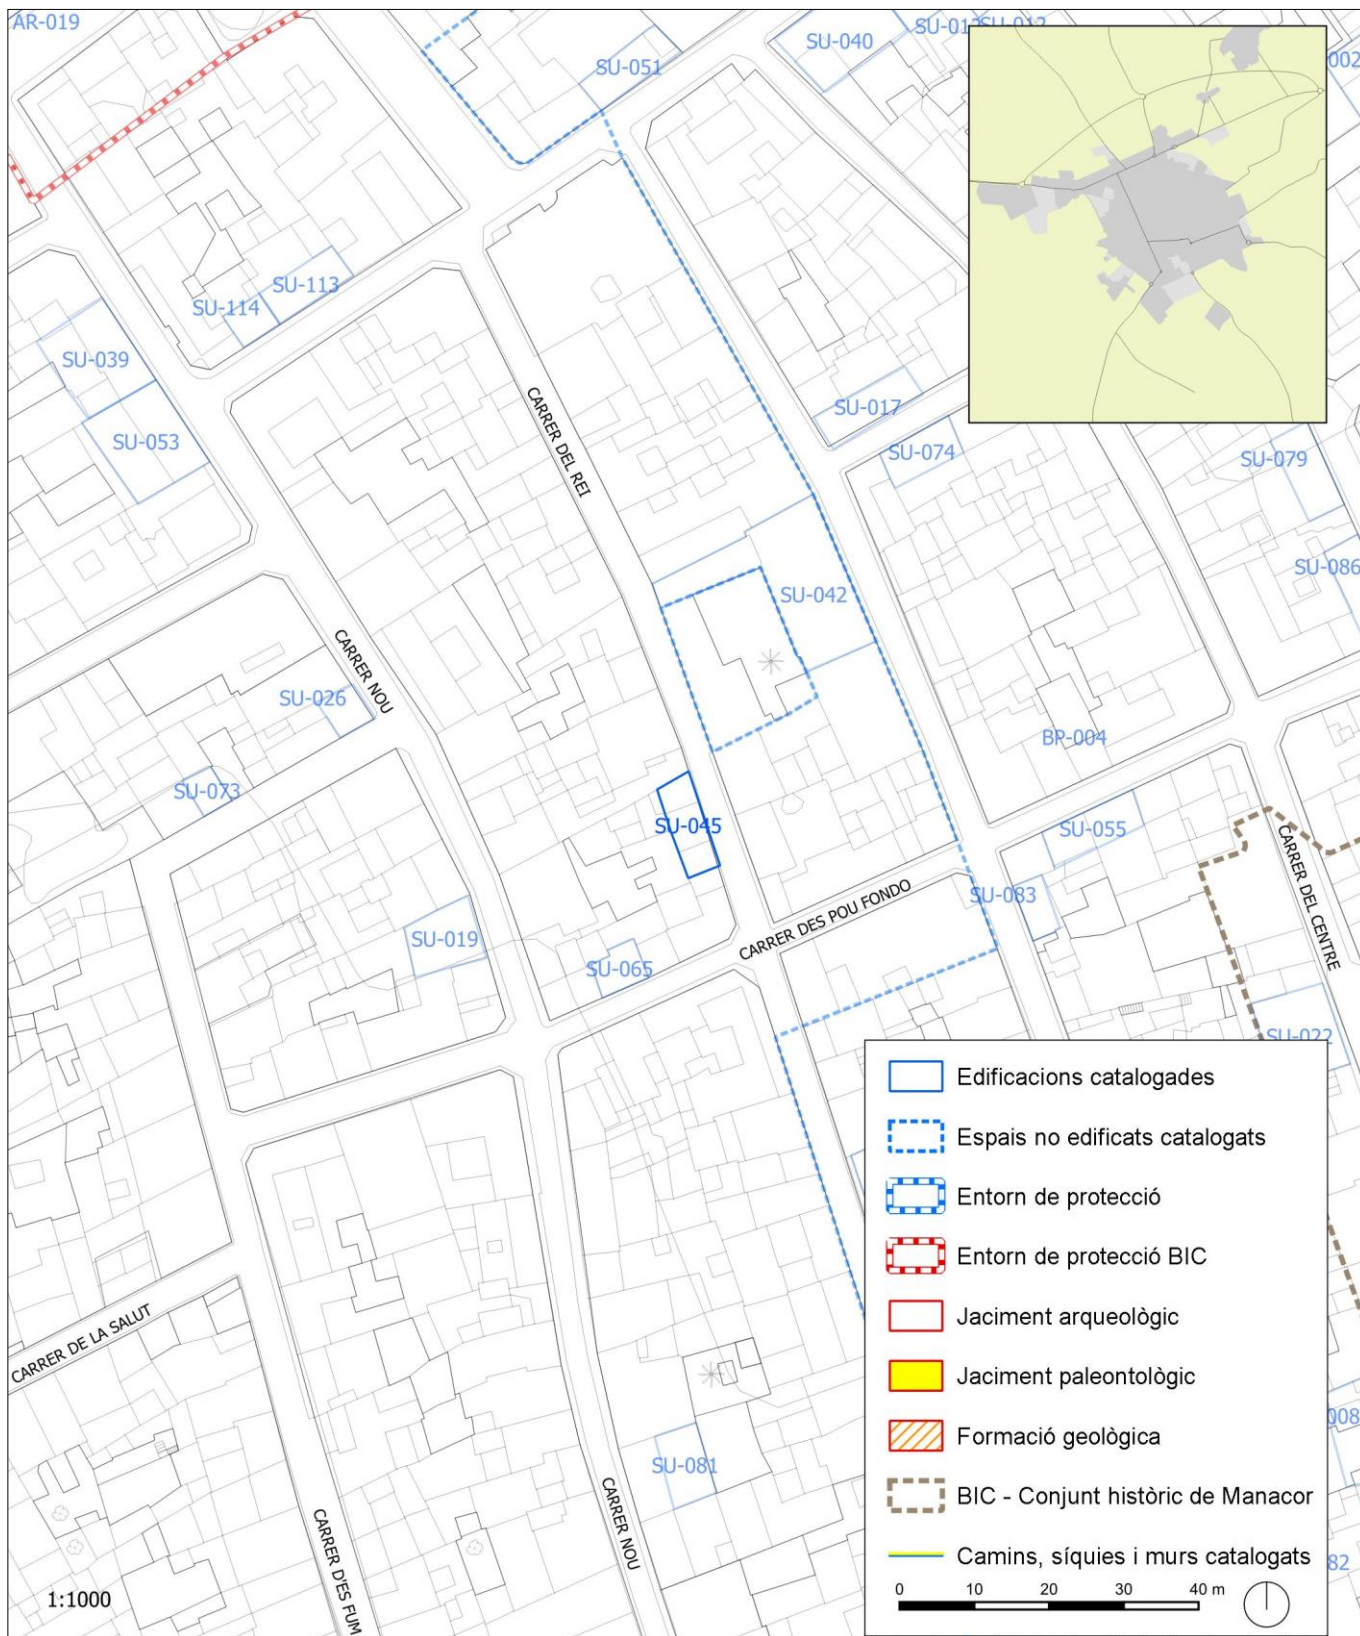 AR-019
SU-051
SU-040
SU-012
002
SU-113
SU-114
SU-039
SU-053
CARRER DEL REI
SU-017
SU-074
SU-079
SU-086
SU-042
CARRER NOU
SU-026
SU-073
BP-004
SU-045
SU-055
SU-083
CARRER DEL CENTRE
CARRER DES POU FONDO
SU-019
SU-065
SU-022
CARRER DE LA SALUT
SU-081
CARRER NOU
CARRER D'ES FUM
008
82
Edificacions catalogades
Espais no edificats catalogats
Entorn de protecció
Entorn de protecció BIC
Jaciment arqueològic
Jaciment paleontològic
Formació geològica
BIC - Conjunt històric de Manacor
Camins, síquies i murs catalogats
0 10 20 30 40 m
1:1000